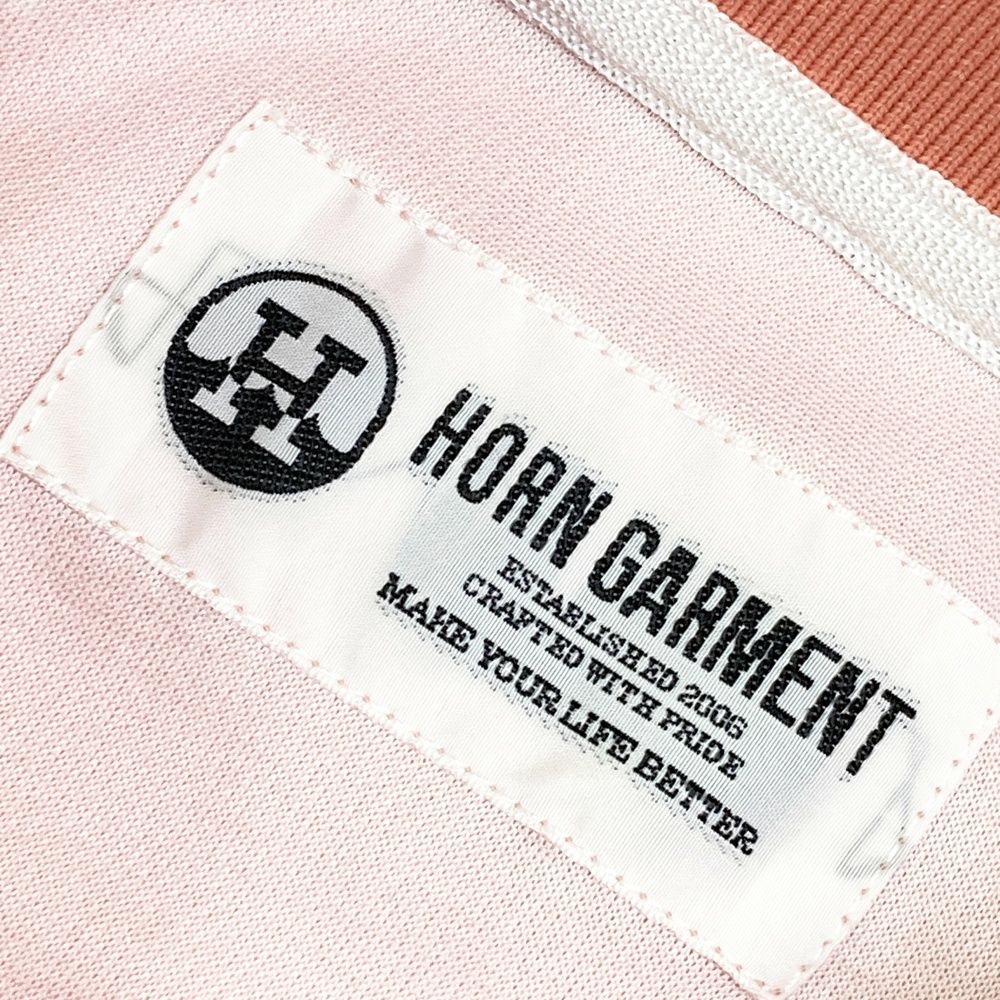 H
HORN GARMENT
ESTABLISHED 2006
CRAFTED WITH PRIDE
MAKE YOUR LIFE BETTER